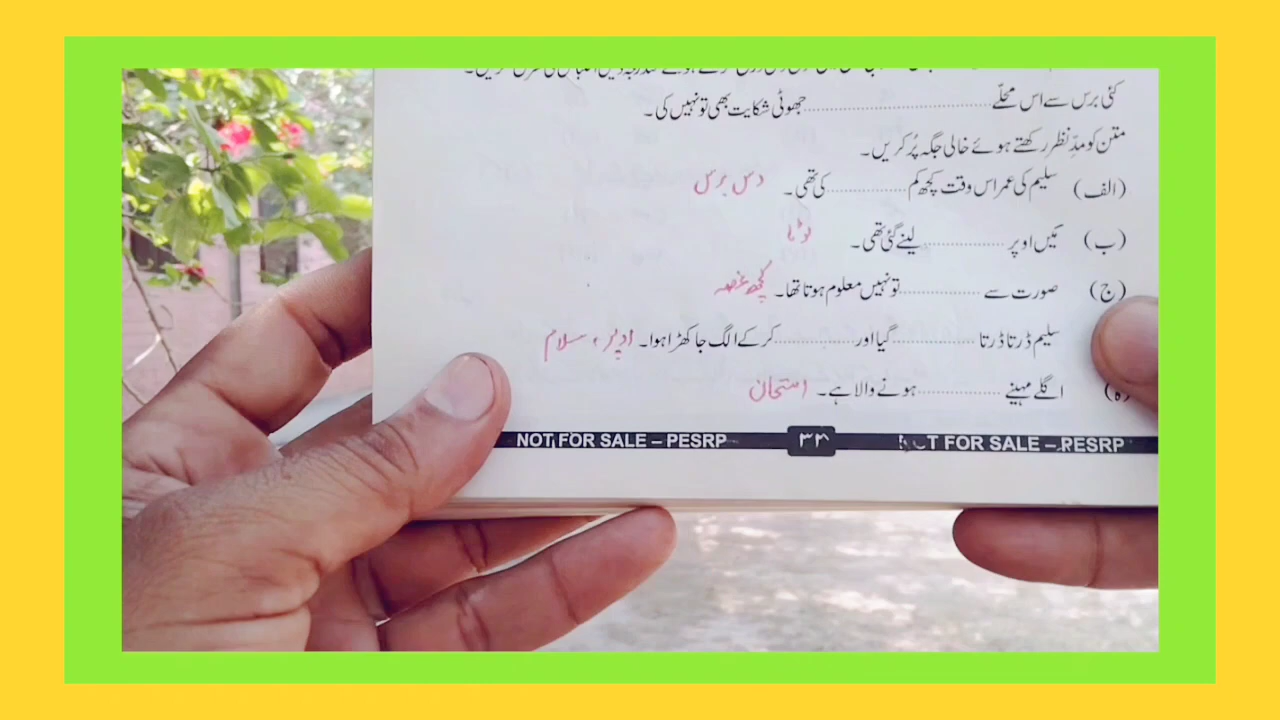 کئی برس سے اس محلّے ........................ جھوٹی شکایت بھی تو نہیں کی۔
متن کو مدِّ نظر رکھتے ہوئے خالی جگہ پُر کریں۔
(الف) سلیم کی عمر اس وقت کچھ کم .................. کی تھی۔ دس برس
(ب) میں اوپر .................. لینے گئی تھی۔
(ج) صورت سے .................. تو نہیں معلوم ہوتا تھا۔ کچھ غصہ
سلیم ڈرتا ڈرتا .................. گیا اور .................. کر کے الگ جا کھڑا ہوا۔ اوپر ، سلام
(ہ) اگلے مہینے .................. ہونے والا ہے۔ امتحان
NOT FOR SALE – PESRP ۳۳ NOT FOR SALE – PESRP